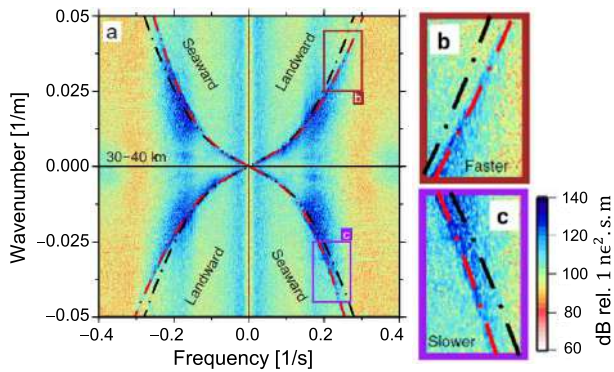 a
Seaward
Landward
b
30-40 km
Landward
Seaward
c
0.05
0.025
0.000
−0.025
−0.05
Wavenumber [1/m]
−0.4
−0.2
0.0
0.2
0.4
Frequency [1/s]
b
Faster
c
Slower
140
120
100
80
60
dB rel. 1 nϵ².s.m